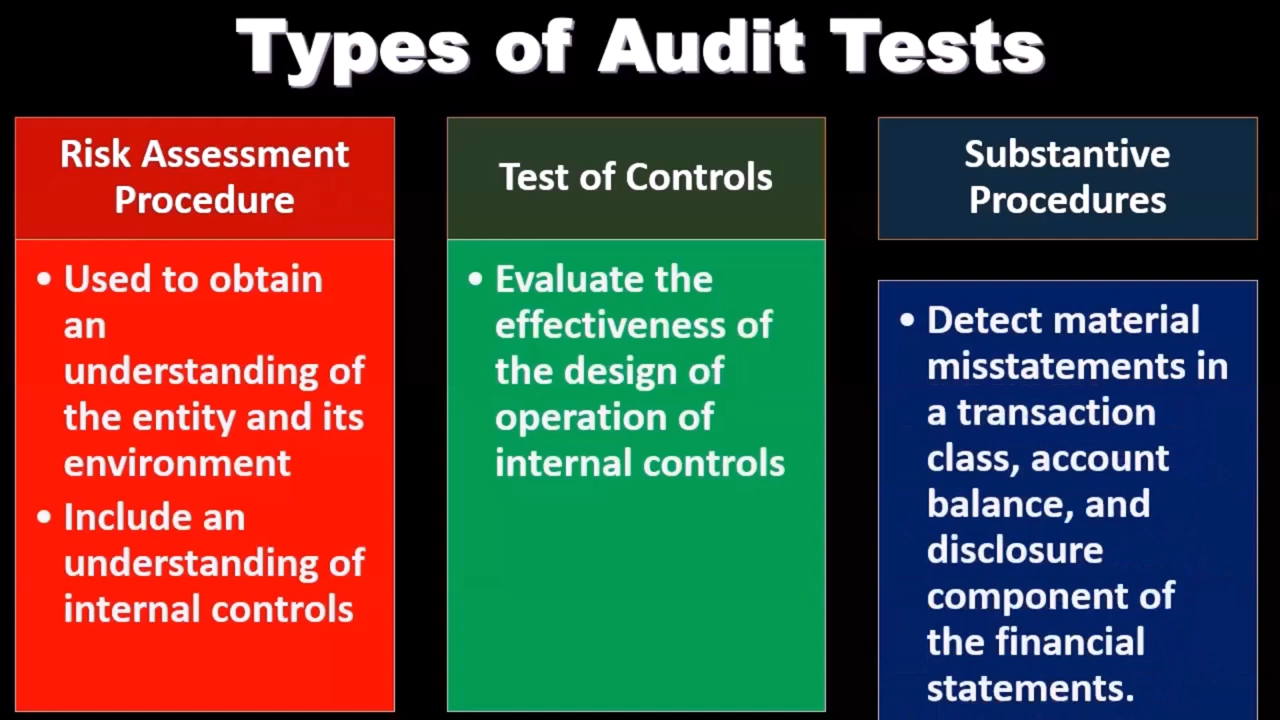 Types of Audit Tests
Risk Assessment
Procedure
• Used to obtain
an
understanding of
the entity and its
environment
• Include an
understanding of
internal controls
Test of Controls
• Evaluate the
effectiveness of
the design of
operation of
internal controls
Substantive
Procedures
• Detect material
misstatements in
a transaction
class, account
balance, and
disclosure
component of
the financial
statements.